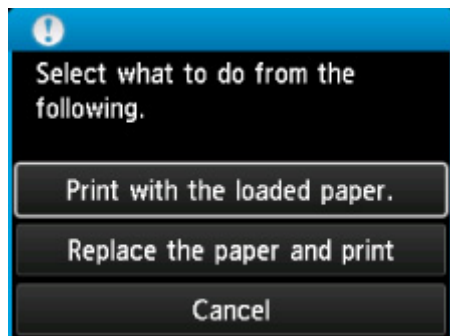 Select what to do from the
following.
Print with the loaded paper.
Replace the paper and print
Cancel